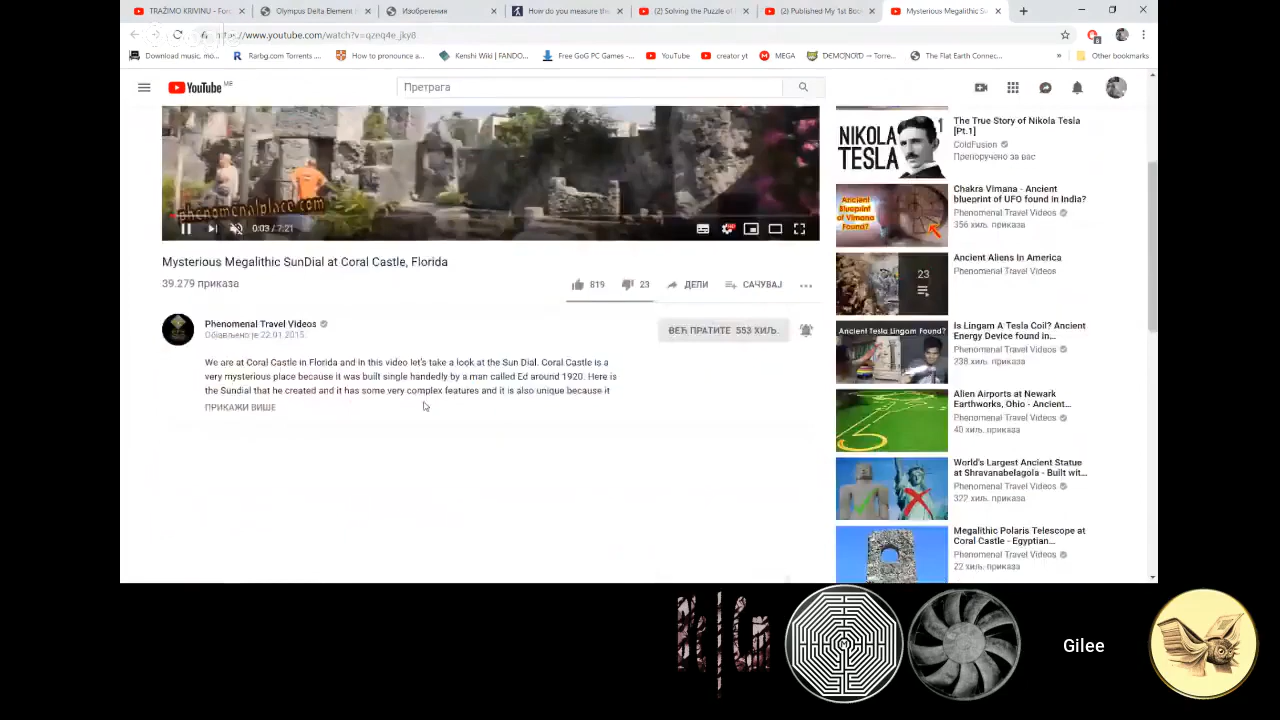 TRAŽIMO KRIVINU - Fo
Olympus Delta Element
Изобретения
How do you measure the
(2) Solving the Puzzle of
(2) Published My 1st Boo
Mysterious Megalithic Su
https://www.youtube.com/watch?v=qzeq4e_jky8
Download music, mo...
Rarbg.com Torrents ...
How to pronounce a...
Kenshi Wiki | FANDO...
Free GoG PC Games -...
YouTube
creator yt
MEGA
Torre...
The Flat Earth Connec...
»
Other bookmarks
YouTube
ME
Претрага
phenomenalplace.com
0:03 / 7:21
Mysterious Megalithic SunDial at Coral Castle, Florida
39.279 приказа
819
23
ДЕЛИ
САЧУВАЈ
Phenomenal Travel Videos
Објављено је 22.01.2015.
ВЕЋ ПРАТИТЕ 553 ХИЉ.
We are at Coral Castle in Florida and in this video let's take a look at the Sun Dial. Coral Castle is a
very mysterious place because it was built single handedly by a man called Ed around 1920. Here is
the Sundial that he created and it has some very complex features and it is also unique because it
ПРИКАЖИ ВИШЕ
NIKOLA
TESLA
1
The True Story of Nikola Tesla
[Pt.1]
ColdFusion
Препоручено за вас
Ancient
Blueprint
of Vimana
Found?
Chakra Vimana - Ancient
blueprint of UFO found in India?
Phenomenal Travel Videos
356 хиљ. приказа
23
Ancient Aliens In America
Phenomenal Travel Videos
Ancient Tesla Lingam Found?
Is Lingam A Tesla Coil? Ancient
Energy Device found in...
Phenomenal Travel Videos
238 хиљ. приказа
Alien Airports at Newark
Earthworks, Ohio - Ancient...
Phenomenal Travel Videos
40 хиљ. приказа
World's Largest Ancient Statue
at Shravanabelagola - Built wit...
Phenomenal Travel Videos
322 хиљ. приказа
Megalithic Polaris Telescope at
Coral Castle - Egyptian...
Phenomenal Travel Videos
22 хиљ. приказа
Gilee